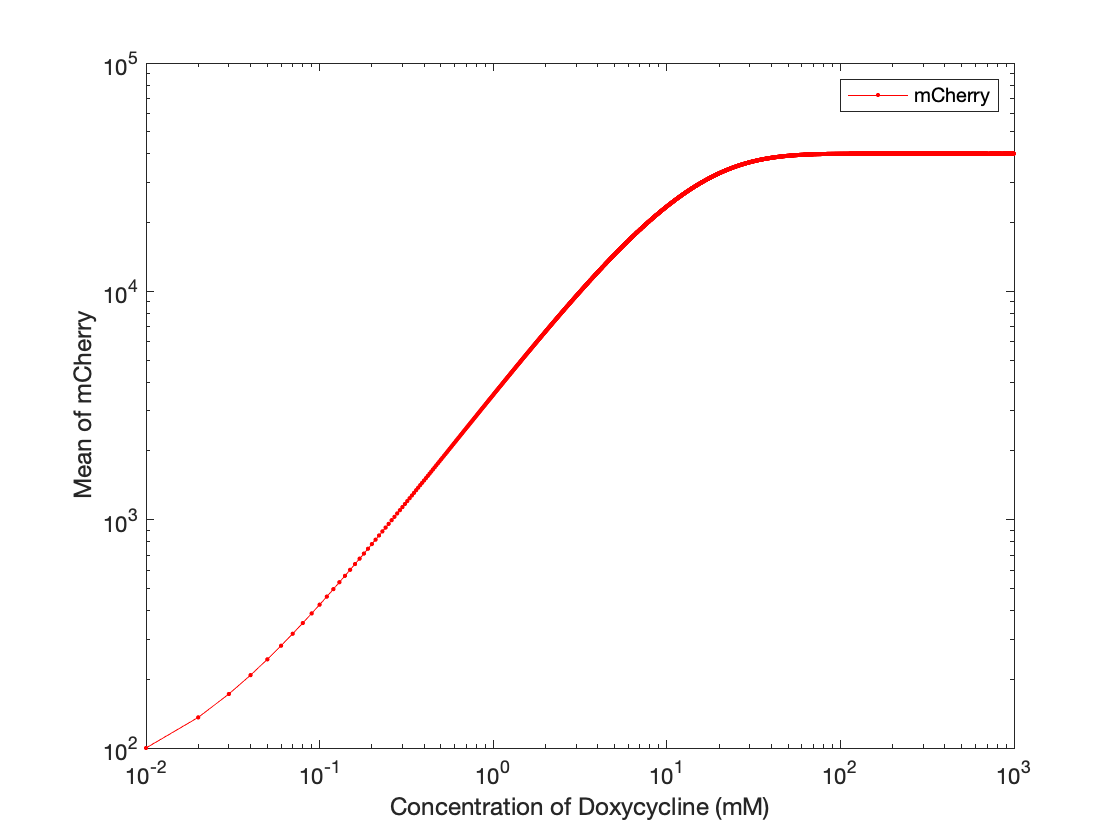 10^5
mCherry
10^4
Mean of mCherry
10^3
10^2
10^-2 10^-1 10^0 10^1 10^2 10^3
Concentration of Doxycycline (mM)